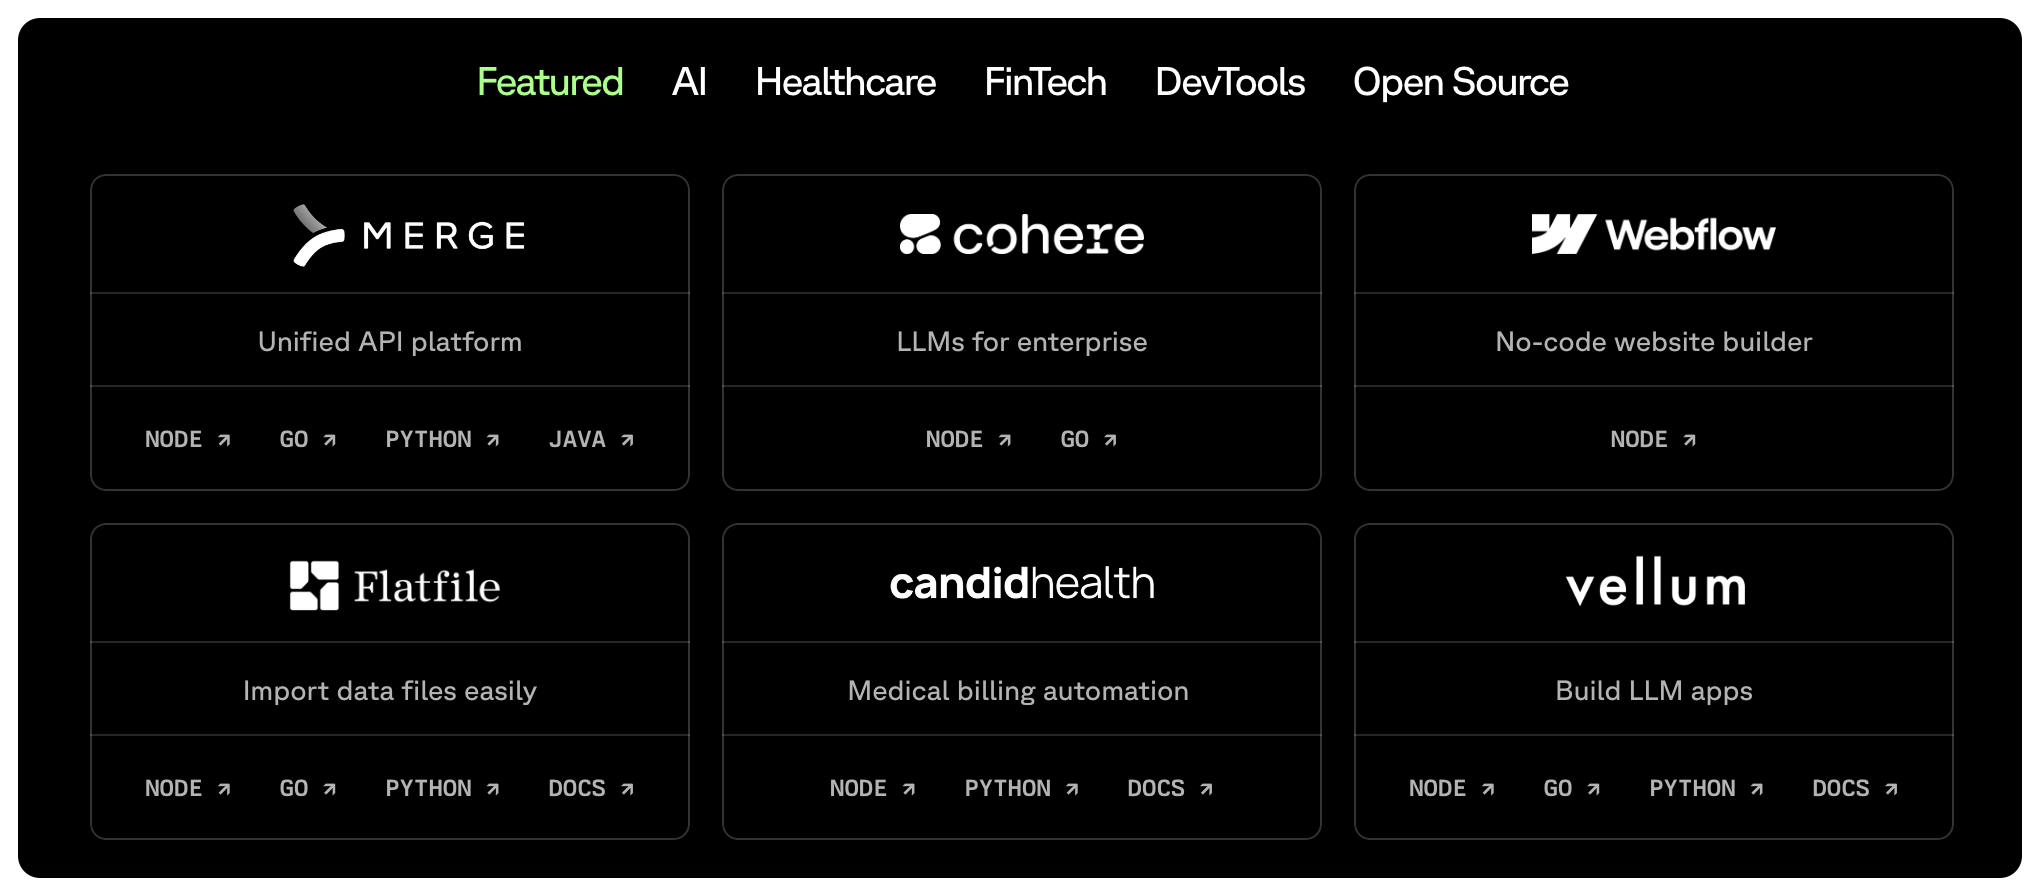 Featured AI Healthcare FinTech DevTools Open Source
MERGE
Unified API platform
NODE GO PYTHON JAVA
cohere
LLMs for enterprise
NODE GO
Webflow
No-code website builder
NODE
Flatfile
Import data files easily
NODE GO PYTHON DOCS
candidhealth
Medical billing automation
NODE PYTHON DOCS
vellum
Build LLM apps
NODE GO PYTHON DOCS